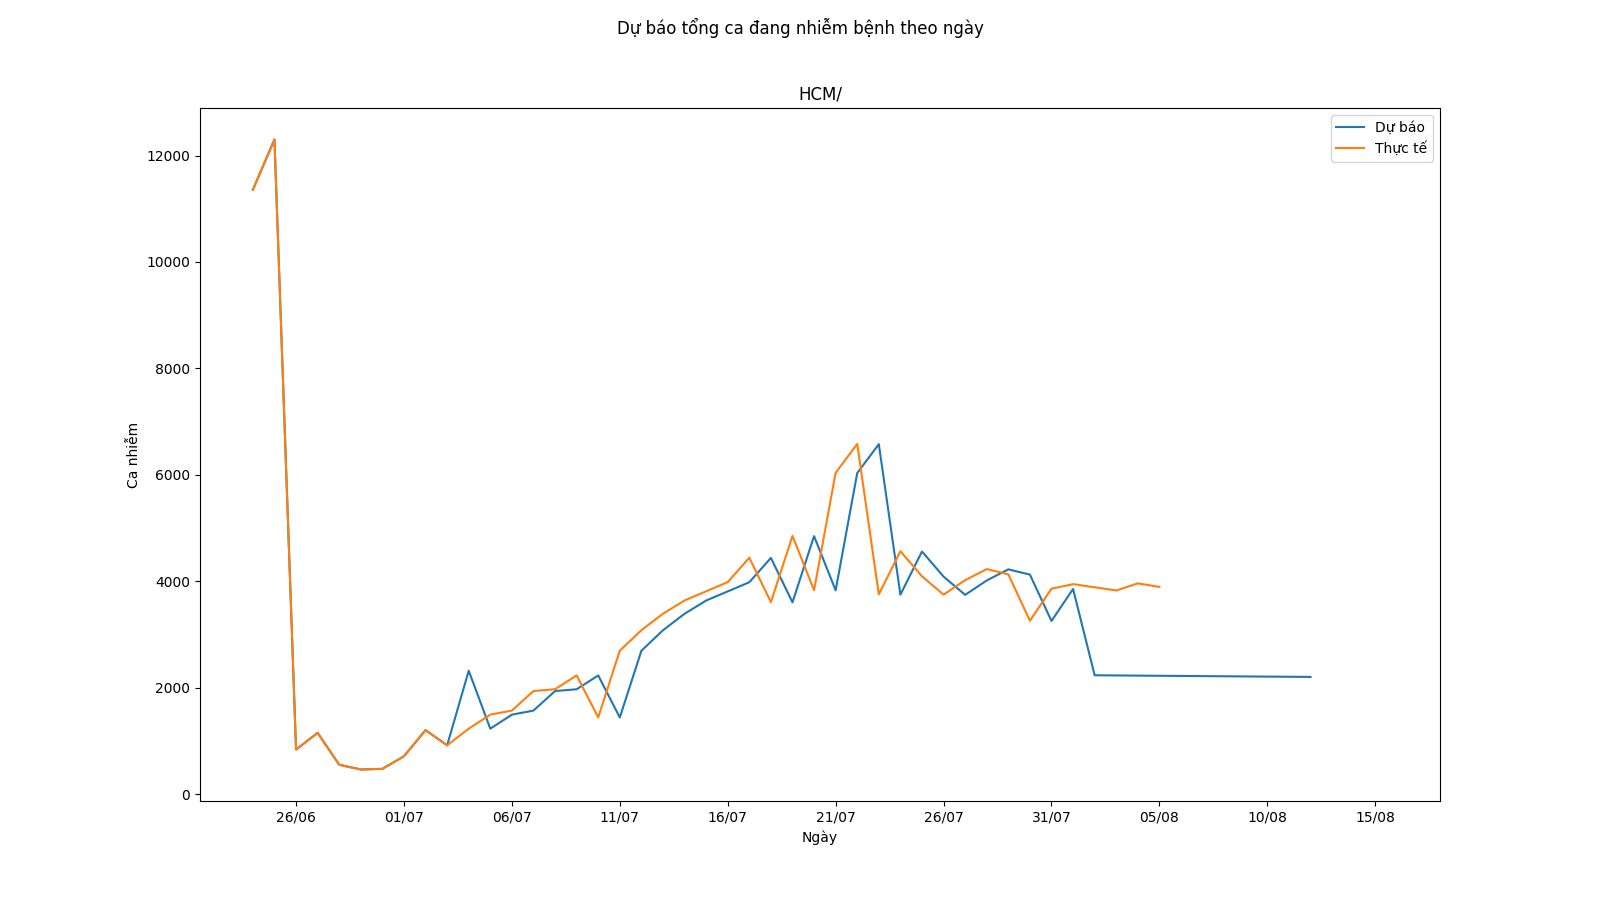 Dự báo tổng ca đang nhiễm bệnh theo ngày
HCM/
Dự báo
Thực tế
12000
10000
8000
6000
4000
2000
0
Ca nhiễm
26/06 01/07 06/07 11/07 16/07 21/07 26/07 31/07 05/08 10/08 15/08
Ngày